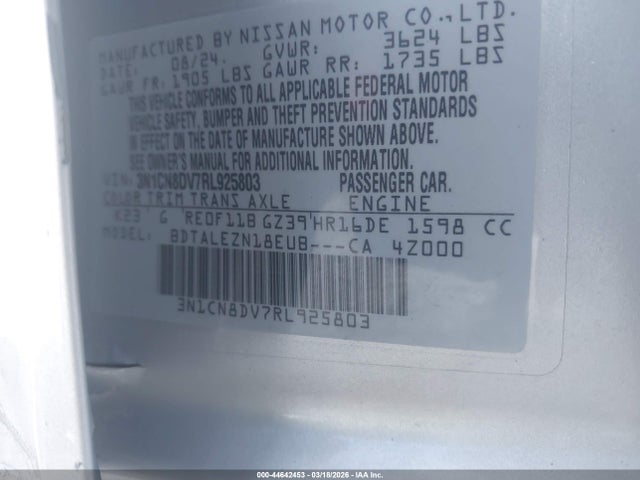 MANUFACTURED BY NISSAN MOTOR CO., LTD.
DATE: 08/24. GVWR: 3624 LBS
GAWR FR: 1905 LBS GAWR RR: 1735 LBS
THIS VEHICLE CONFORMS TO ALL APPLICABLE FEDERAL MOTOR
VEHICLE SAFETY, BUMPER AND THEFT PREVENTION STANDARDS
IN EFFECT ON THE DATE OF MANUFACTURE SHOWN ABOVE.
SEE OWNER'S MANUAL FOR ADDITIONAL INFORMATION.
VIN: 3N1CN8DV7RL925803 PASSENGER CAR.
COLOR TRIM TRANS AXLE ENGINE
K23 G RE0F11B GZ39 HR16DE 1598 CC
MODEL: BDTALEZN18EUB---CA 4Z000
3N1CN8DV7RL925803
000-44642453 | 03/18/2026 | IAA Corp.